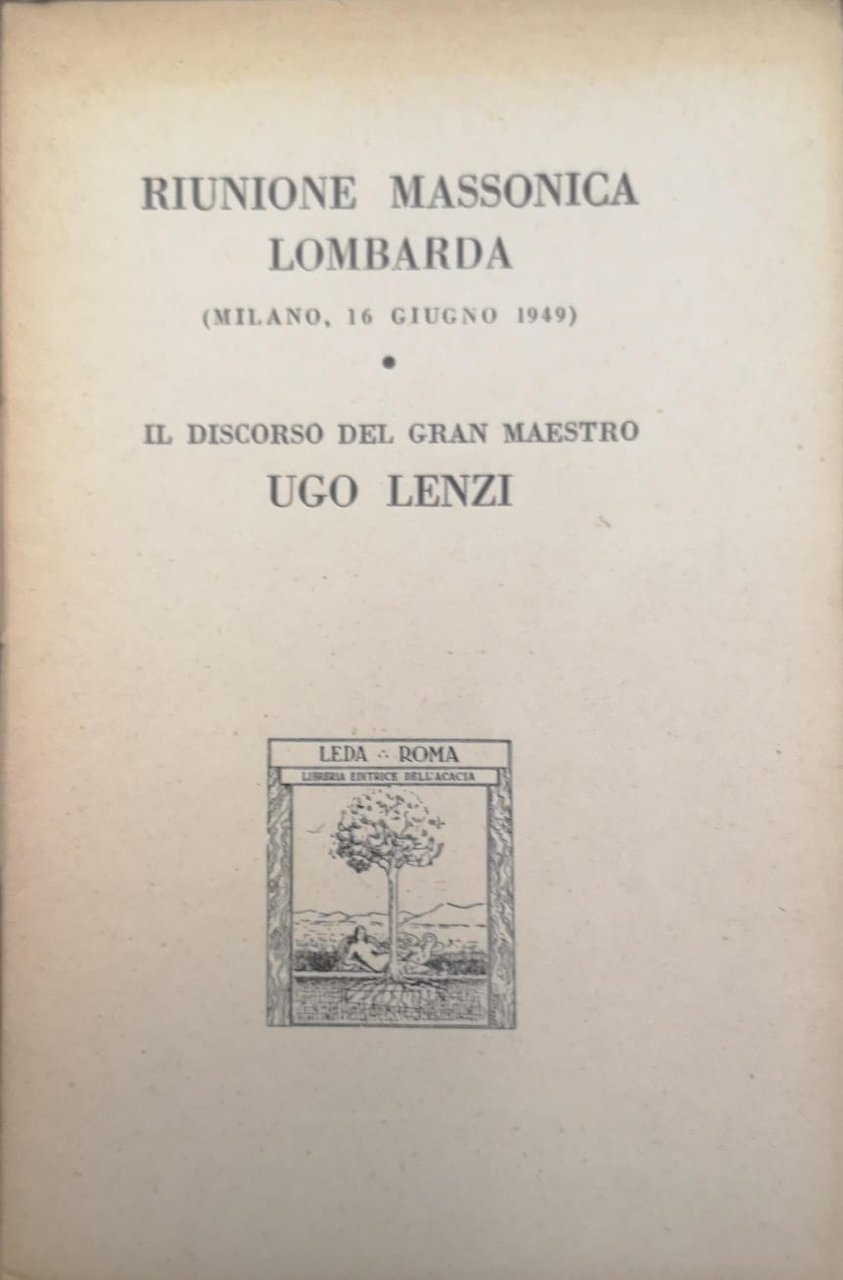 RIUNIONE MASSONICA
LOMBARDA
(MILANO, 16 GIUGNO 1949)
•
IL DISCORSO DEL GRAN MAESTRO
UGO LENZI
LEDA ∴ ROMA
LIBRERIA EDITRICE DELL'ACACIA